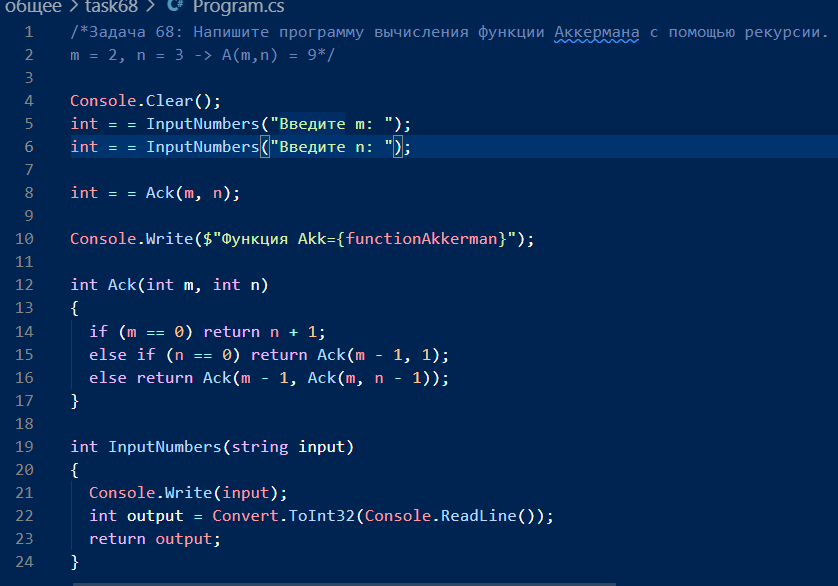 общее > task68 > C# Program.cs
1 /*Задача 68: Напишите программу вычисления функции Аккермана с помощью рекурсии.
2 m = 2, n = 3 -> A(m,n) = 9*/
3
4 Console.Clear();
5 int = = InputNumbers("Введите m: ");
6 int = = InputNumbers("Введите n: ");
7
8 int = = Ack(m, n);
9
10 Console.Write($"Функция Akk={functionAkkerman}");
11
12 int Ack(int m, int n)
13 {
14 if (m == 0) return n + 1;
15 else if (n == 0) return Ack(m - 1, 1);
16 else return Ack(m - 1, Ack(m, n - 1));
17 }
18
19 int InputNumbers(string input)
20 {
21 Console.Write(input);
22 int output = Convert.ToInt32(Console.ReadLine());
23 return output;
24 }